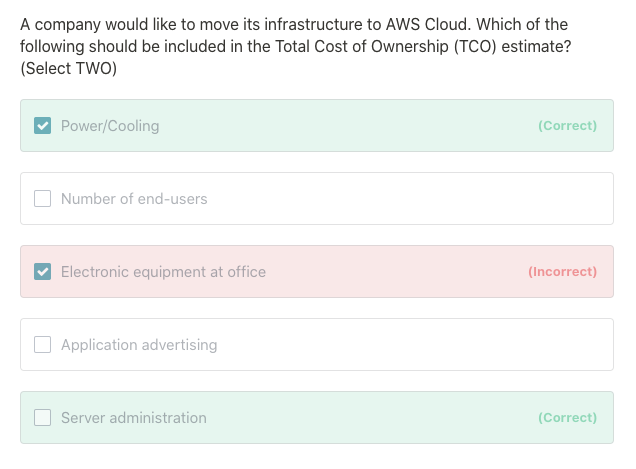 A company would like to move its infrastructure to AWS Cloud. Which of the
following should be included in the Total Cost of Ownership (TCO) estimate?
(Select TWO)
Power/Cooling (Correct)
Number of end-users
Electronic equipment at office (Incorrect)
Application advertising
Server administration (Correct)